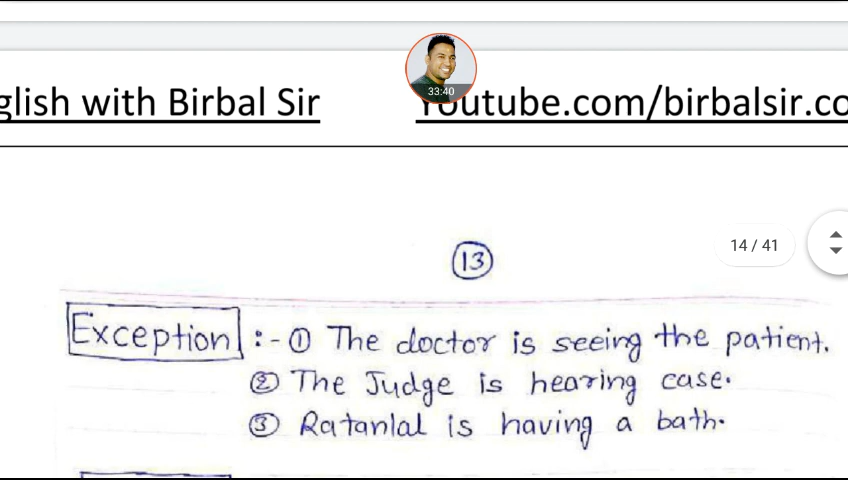 glish with Birbal Sir
Youtube.com/birbalsir.co
33:40
14 / 41
13
Exception :- ① The doctor is seeing the patient.
② The Judge is hearing case.
③ Ratanlal is having a bath.